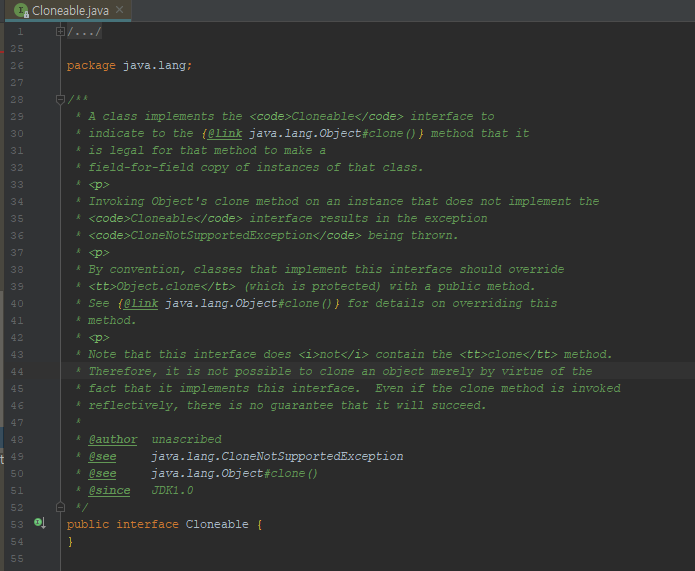 Cloneable.java
1 /.../
25
26 package java.lang;
27
28 /**
29 * A class implements the <code>Cloneable</code> interface to
30 * indicate to the {@link java.lang.Object#clone()} method that it
31 * is legal for that method to make a
32 * field-for-field copy of instances of that class.
33 * <p>
34 * Invoking Object's clone method on an instance that does not implement the
35 * <code>Cloneable</code> interface results in the exception
36 * <code>CloneNotSupportedException</code> being thrown.
37 * <p>
38 * By convention, classes that implement this interface should override
39 * <tt>Object.clone</tt> (which is protected) with a public method.
40 * See {@link java.lang.Object#clone()} for details on overriding this
41 * method.
42 * <p>
43 * Note that this interface does <i>not</i> contain the <tt>clone</tt> method.
44 * Therefore, it is not possible to clone an object merely by virtue of the
45 * fact that it implements this interface.  Even if the clone method is invoked
46 * reflectively, there is no guarantee that it will succeed.
47 *
48 * @author  unascribed
49 * @see     java.lang.CloneNotSupportedException
50 * @see     java.lang.Object#clone()
51 * @since   JDK1.0
52 */
53 public interface Cloneable {
54 }
55